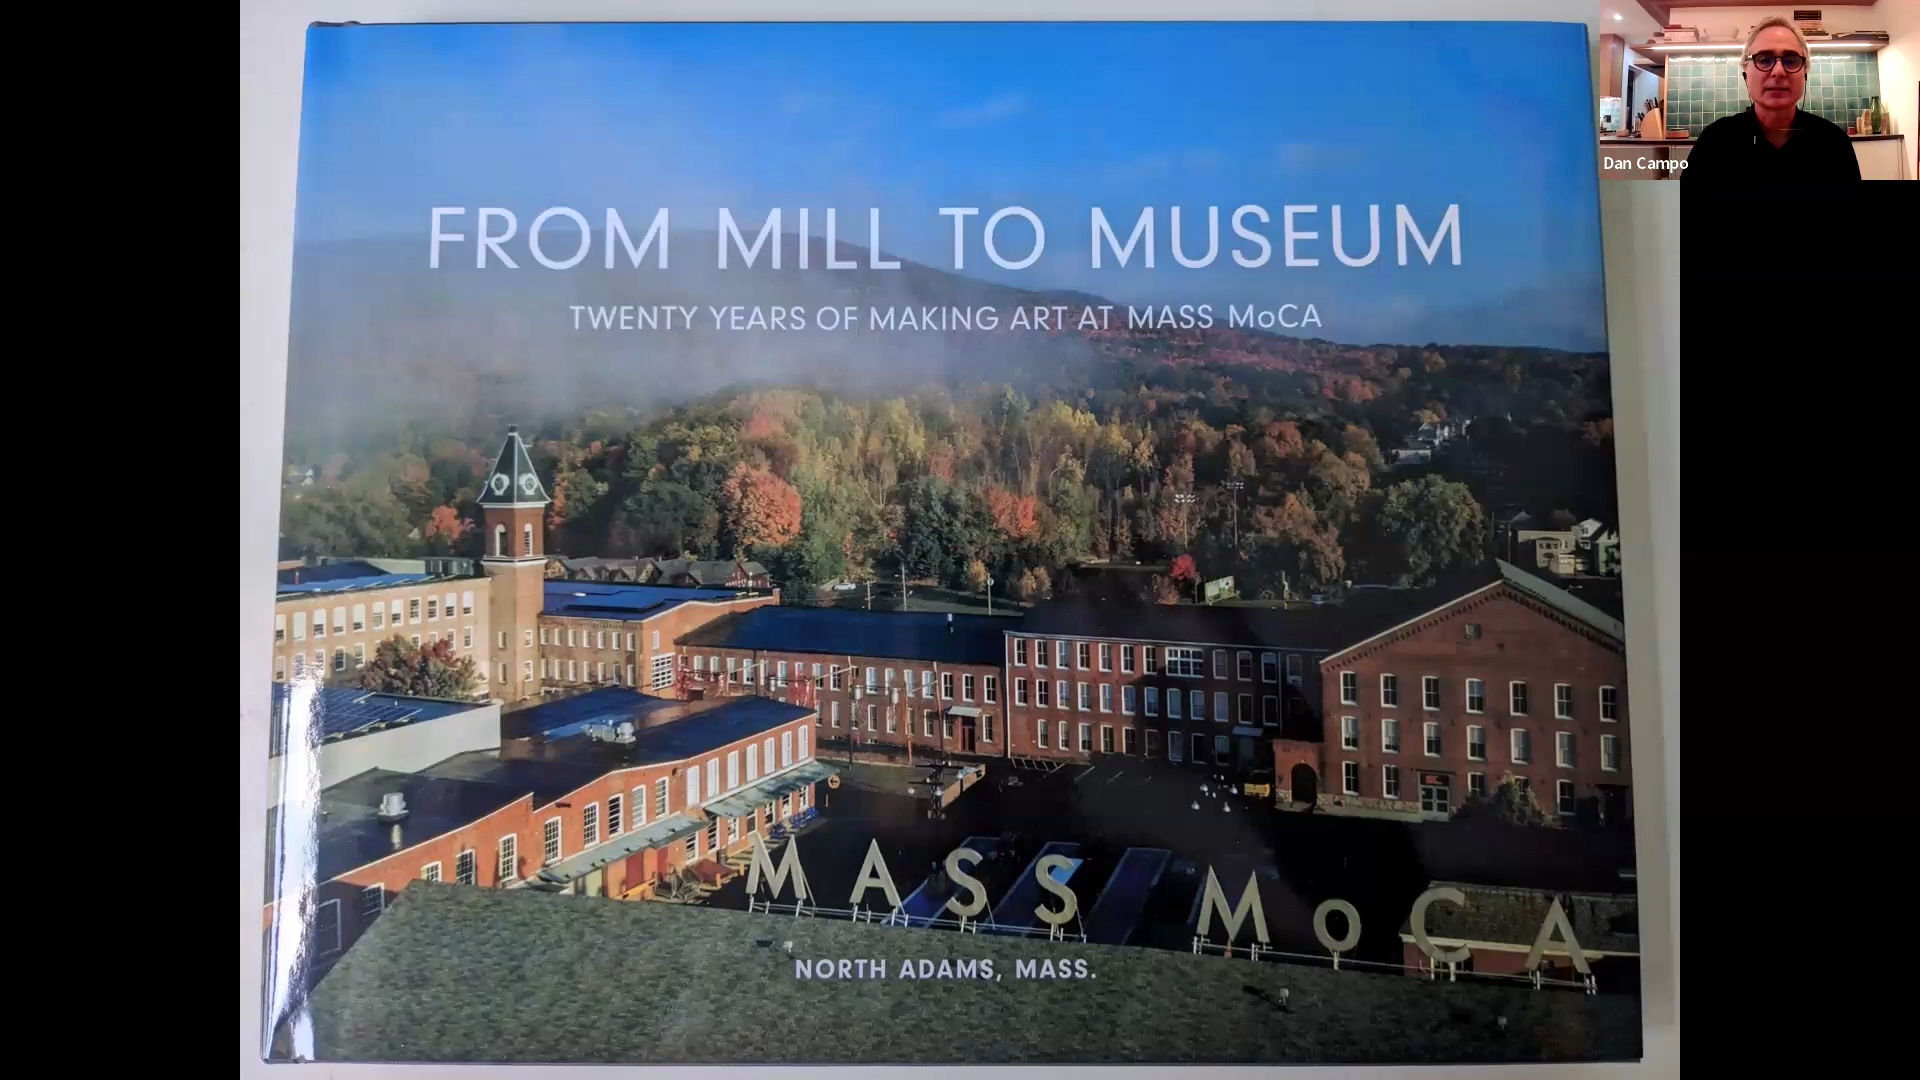 FROM MILL TO MUSEUM
TWENTY YEARS OF MAKING ART AT MASS MoCA
MASS MoCA
NORTH ADAMS, MASS.
Dan Campo